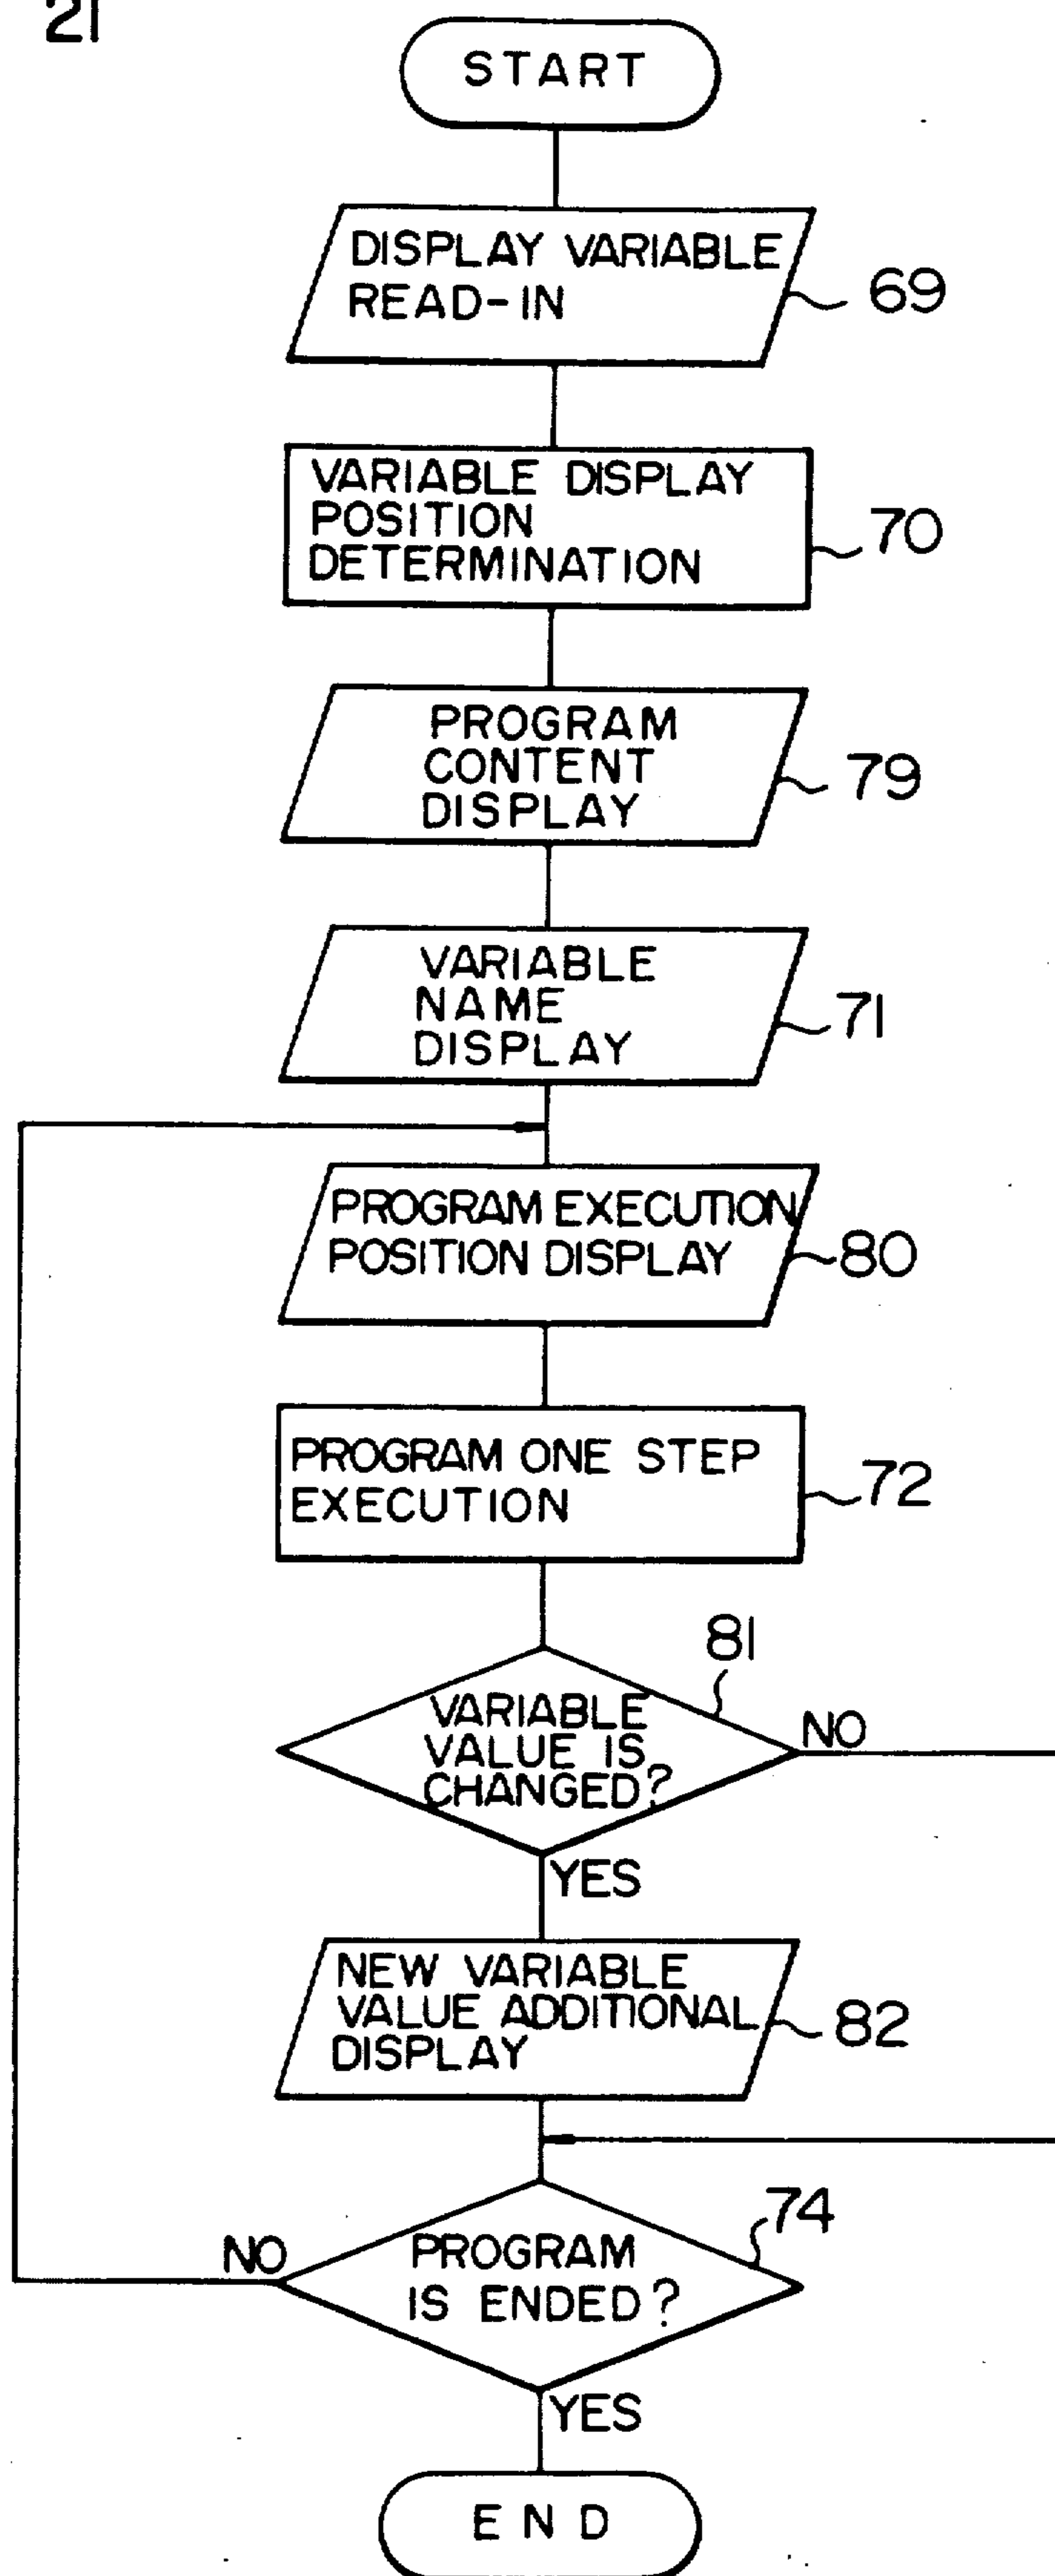 21
START
DISPLAY VARIABLE
READ-IN
69
VARIABLE DISPLAY
POSITION
DETERMINATION
70
PROGRAM
CONTENT
DISPLAY
79
VARIABLE
NAME
DISPLAY
71
PROGRAM EXECUTION
POSITION DISPLAY
80
PROGRAM ONE STEP
EXECUTION
72
81
VARIABLE
VALUE IS
CHANGED?
NO
YES
NEW VARIABLE
VALUE ADDITIONAL
DISPLAY
82
74
NO
PROGRAM
IS ENDED?
YES
END